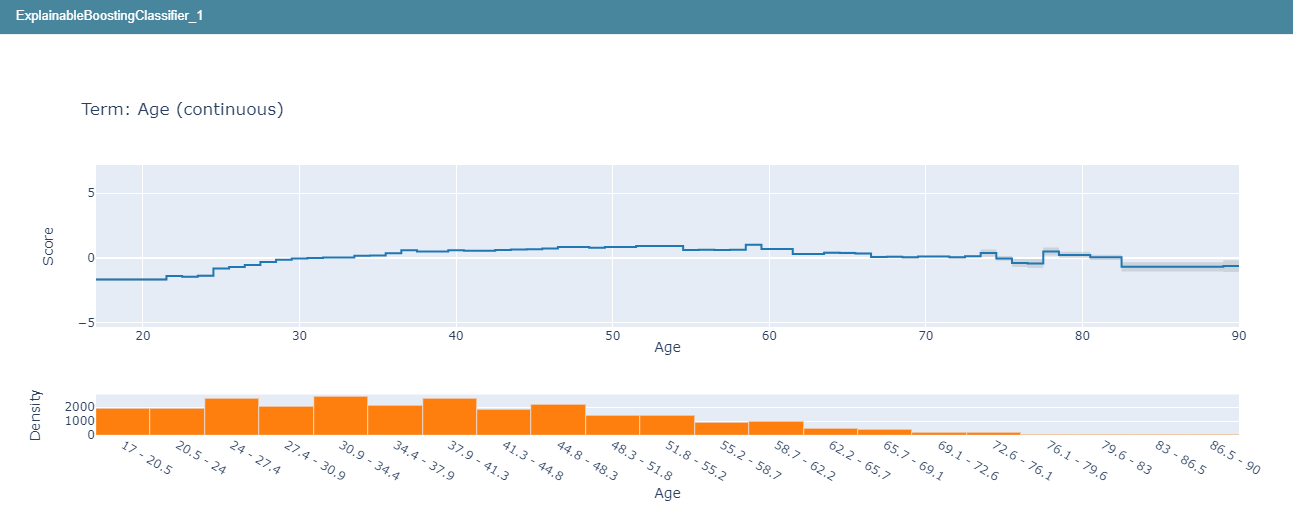 ExplainableBoostingClassifier_1
Term: Age (continuous)
Score
5
0
−5
20 30 40 50 60 70 80 90
Age
Density
2000
1000
0
17 - 20.5 20.5 - 24 24 - 27.4 27.4 - 30.9 30.9 - 34.4 34.4 - 37.9 37.9 - 41.3 41.3 - 44.8 44.8 - 48.3 48.3 - 51.8 51.8 - 55.2 55.2 - 58.7 58.7 - 62.2 62.2 - 65.7 65.7 - 69.1 69.1 - 72.6 72.6 - 76.1 76.1 - 79.6 79.6 - 83 83 - 86.5 86.5 - 90
Age